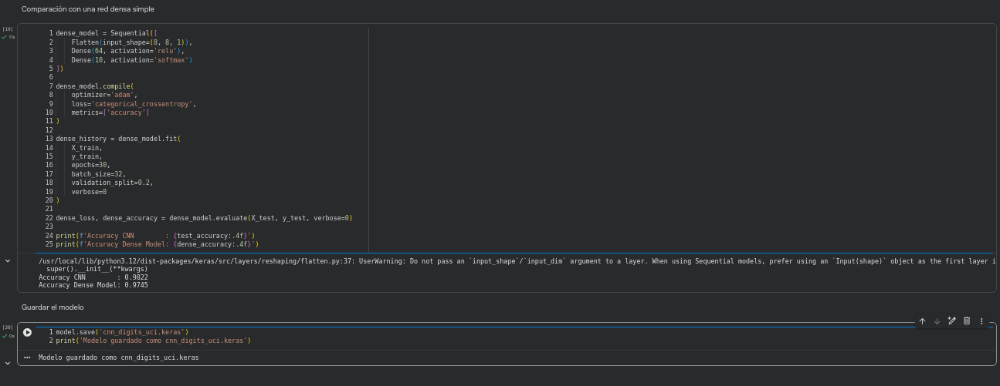 Comparación con una red densa simple
[19]
11s
1 dense_model = Sequential([
2     Flatten(input_shape=(8, 8, 1)),
3     Dense(64, activation='relu'),
4     Dense(10, activation='softmax')
5 ])
6
7 dense_model.compile(
8     optimizer='adam',
9     loss='categorical_crossentropy',
10     metrics=['accuracy']
11 )
12
13 dense_history = dense_model.fit(
14     X_train,
15     y_train,
16     epochs=30,
17     batch_size=32,
18     validation_split=0.2,
19     verbose=0
20 )
21
22 dense_loss, dense_accuracy = dense_model.evaluate(X_test, y_test, verbose=0)
23
24 print(f'Accuracy CNN        : {test_accuracy:.4f}')
25 print(f'Accuracy Dense Model: {dense_accuracy:.4f}')
/usr/local/lib/python3.12/dist-packages/keras/src/layers/reshaping/flatten.py:37: UserWarning: Do not pass an `input_shape`/`input_dim` argument to a layer. When using Sequential models, prefer using an `Input(shape)` object as the first layer i
  super().__init__(**kwargs)
Accuracy CNN        : 0.9822
Accuracy Dense Model: 0.9745
Guardar el modelo
[20]
0s
1 model.save('cnn_digits_uci.keras')
2 print('Modelo guardado como cnn_digits_uci.keras')
Modelo guardado como cnn_digits_uci.keras